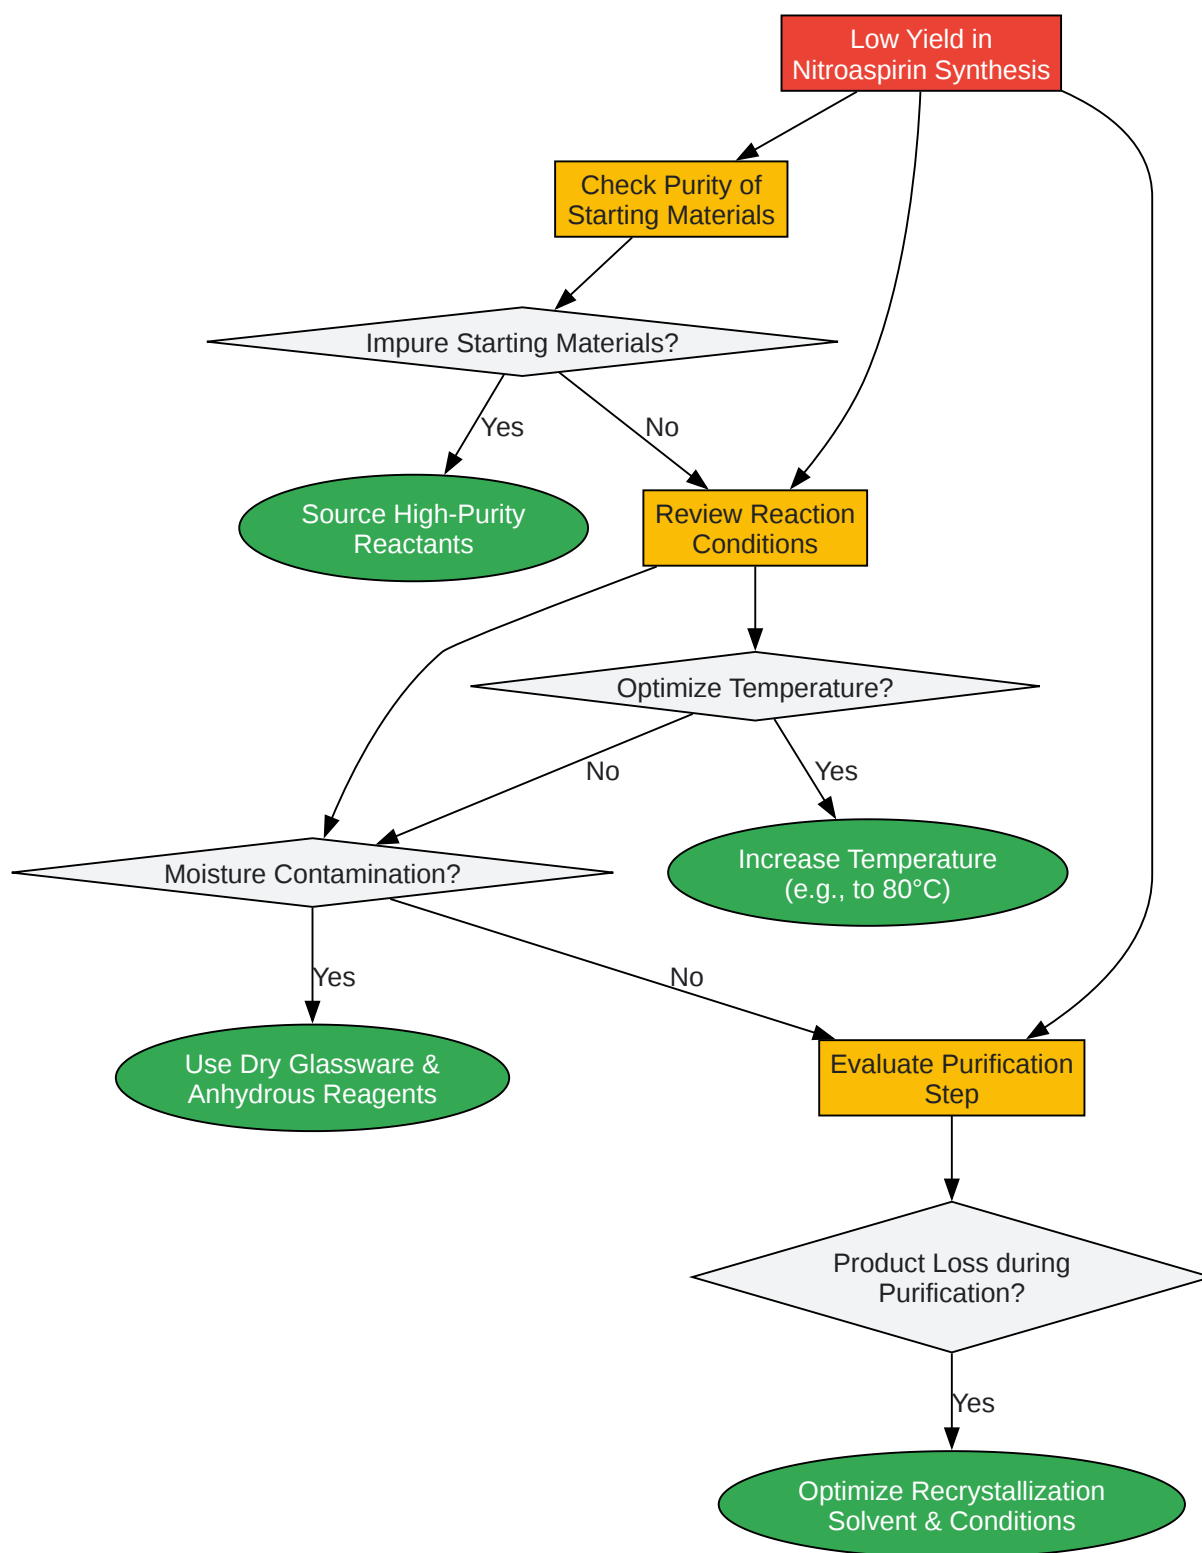 Low Yield in
Nitroaspirin Synthesis
Check Purity of
Starting Materials
Impure Starting Materials?
Yes
No
Source High-Purity
Reactants
Review Reaction
Conditions
Optimize Temperature?
No
Yes
Moisture Contamination?
Increase Temperature
(e.g., to 80°C)
Yes
No
Use Dry Glassware &
Anhydrous Reagents
Evaluate Purification
Step
Product Loss during
Purification?
Yes
Optimize Recrystallization
Solvent & Conditions